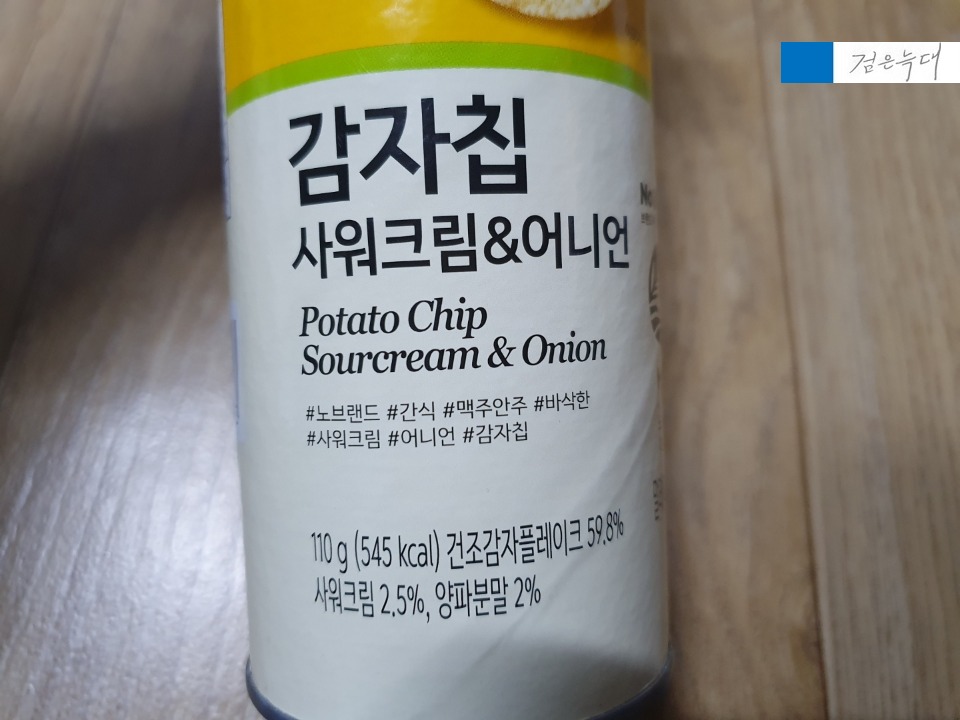 검은늑대
감자칩
사워크림&어니언
Potato Chip
Sourcream & Onion
#노브랜드 #간식 #맥주안주 #바삭한
#사워크림 #어니언 #감자칩
110 g (545 kcal) 건조감자플레이크 59.8%
사워크림 2.5%, 양파분말 2%